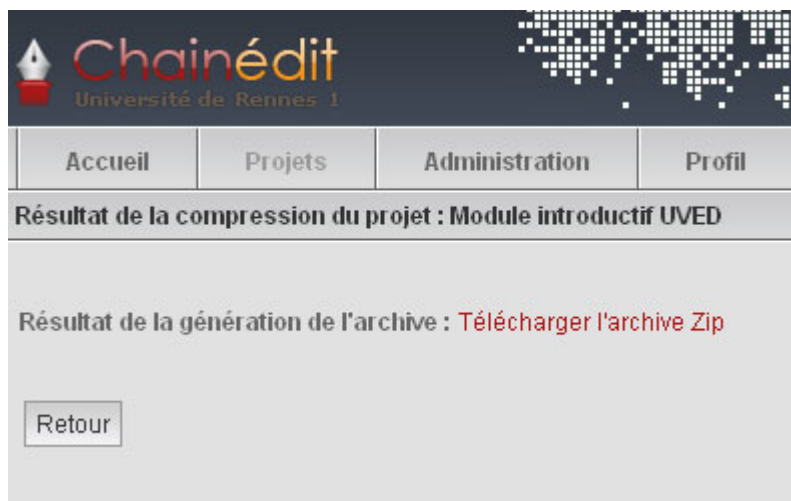 Chainédit
Université de Rennes 1
Accueil Projets Administration Profil
Résultat de la compression du projet : Module introductif UVED
Résultat de la génération de l'archive : Télécharger l'archive Zip
Retour